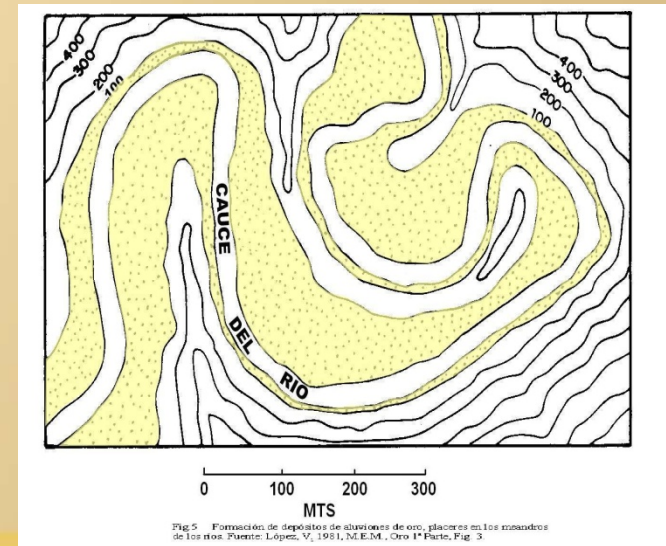 400
300
200
100
400
300
200
100
CAUCE
DEL
RIO
0 100 200 300
MTS
Fig.5 Formación de depósitos de aluviones de oro, placeres en los meandros
de los ríos. Fuente: López, V, 1981, M.E.M., Oro 1ª Parte, Fig. 3.